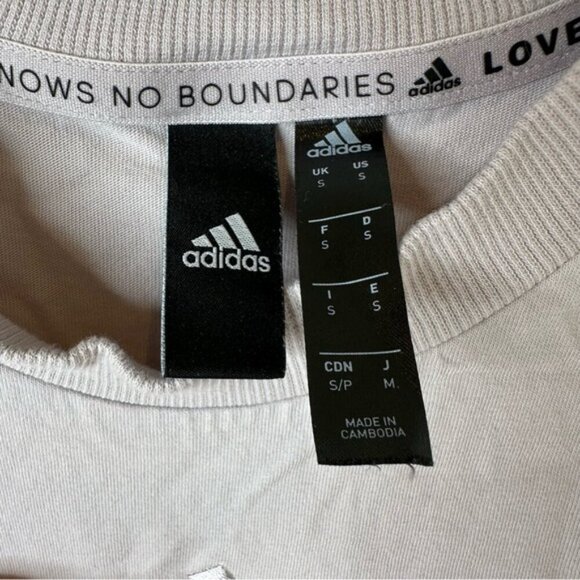 NOWS NO BOUNDARIES adidas LOVE
adidas
adidas
UK US
S S
F D
S S
I E
S S
CDN J
S/P M
MADE IN
CAMBODIA